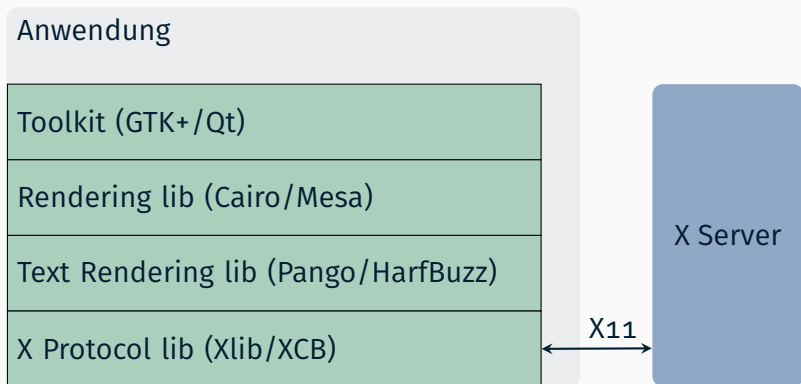 Anwendung
Toolkit (GTK+/Qt)
Rendering lib (Cairo/Mesa)
Text Rendering lib (Pango/HarfBuzz)
X Protocol lib (Xlib/XCB)
X11
X Server